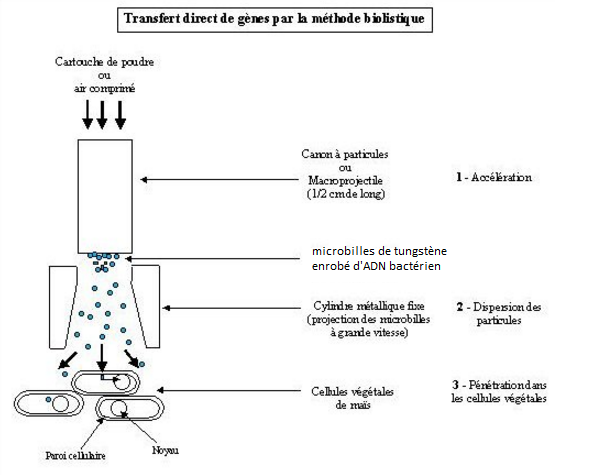 Transfert direct de gènes par la méthode biolistique
Cartouche de poudre
ou
air comprimé
Canon à particules
ou
Macroprojectile
(1/2 cm de long)
1 - Accélération
microbilles de tungstène
enrobé d'ADN bactérien
Cylindre métallique fixe
(projection des microbilles
à grande vitesse)
2 - Dispersion des
particules
Cellules végétales
de maïs
3 - Pénétration dans
les cellules végétales
Paroi cellulaire
Noyau